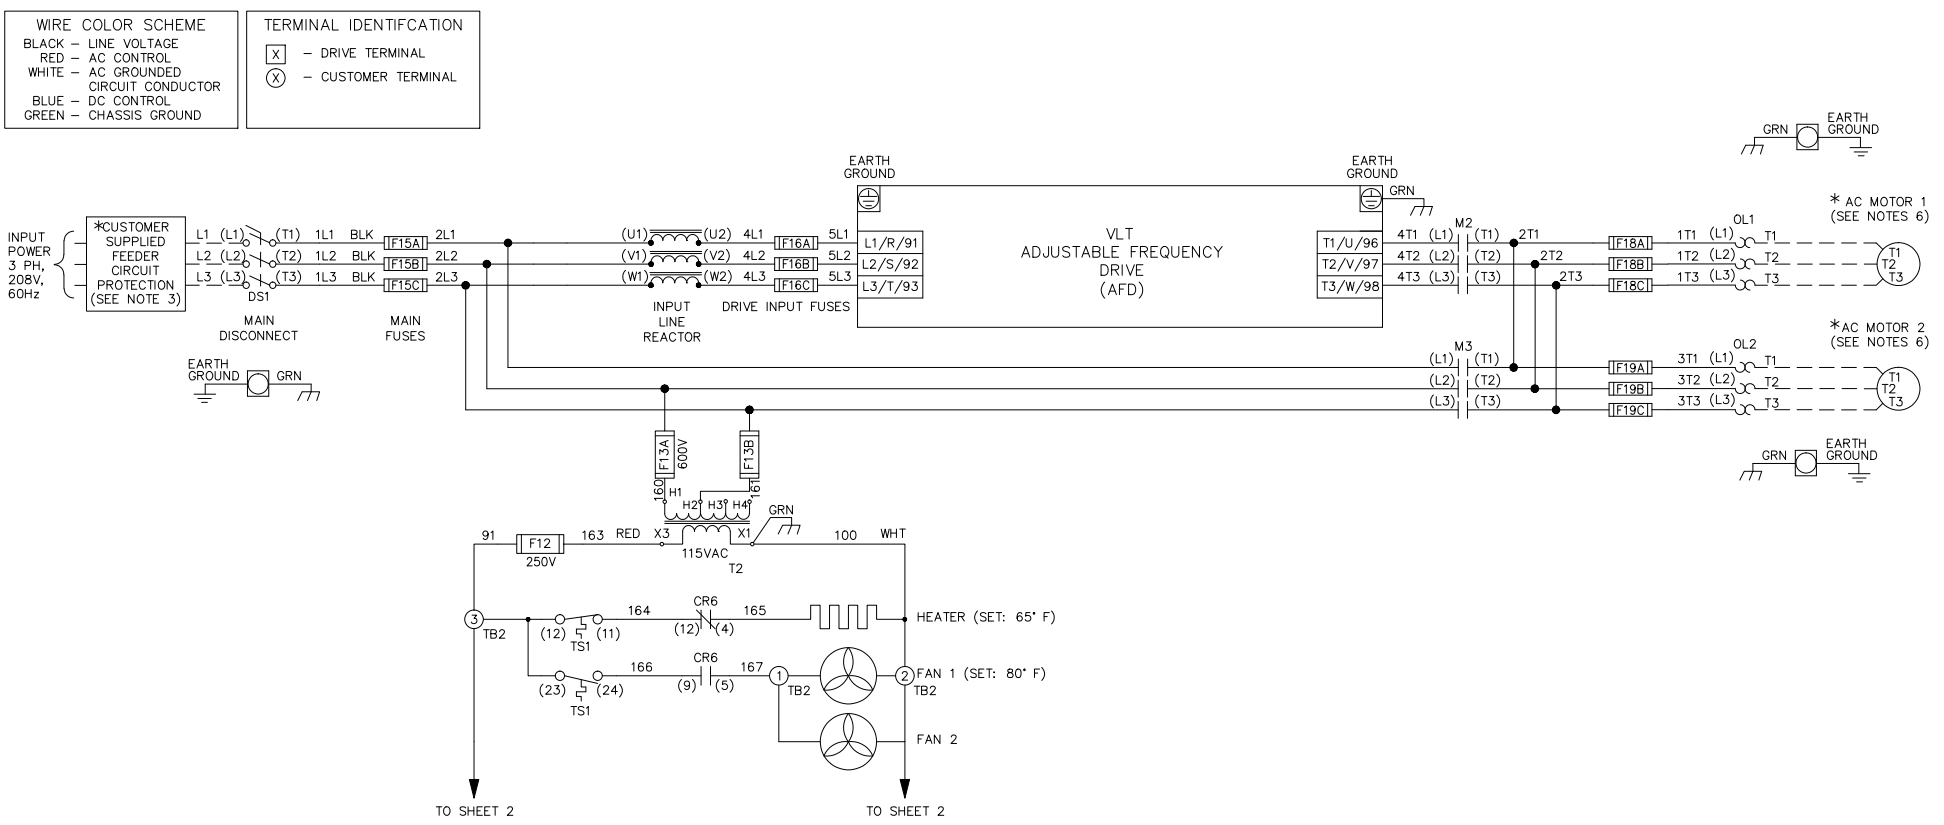 WIRE COLOR SCHEME
BLACK – LINE VOLTAGE
RED – AC CONTROL
WHITE – AC GROUNDED
CIRCUIT CONDUCTOR
BLUE – DC CONTROL
GREEN – CHASSIS GROUND
TERMINAL IDENTIFCATION
X – DRIVE TERMINAL
X – CUSTOMER TERMINAL
GRN
EARTH
GROUND
EARTH
GROUND
EARTH
GROUND
GRN
INPUT
POWER
3 PH,
208V,
60Hz
*CUSTOMER
SUPPLIED
FEEDER
CIRCUIT
PROTECTION
(SEE NOTE 3)
L1 (L1) (T1) 1L1 BLK F15A 2L1
L2 (L2) (T2) 1L2 BLK F15B 2L2
L3 (L3) (T3) 1L3 BLK F15C 2L3
DS1
MAIN
DISCONNECT
MAIN
FUSES
(U1) (U2) 4L1 F16A 5L1
(V1) (V2) 4L2 F16B 5L2
(W1) (W2) 4L3 F16C 5L3
INPUT
LINE
REACTOR
DRIVE INPUT FUSES
L1/R/91
L2/S/92
L3/T/93
VLT
ADJUSTABLE FREQUENCY
DRIVE
(AFD)
T1/U/96
T2/V/97
T3/W/98
M2
4T1 (L1) (T1) 2T1 F18A 1T1 (L1) T1
4T2 (L2) (T2) 2T2 F18B 1T2 (L2) T2
4T3 (L3) (T3) 2T3 F18C 1T3 (L3) T3
OL1
* AC MOTOR 1
(SEE NOTES 6)
T1
T2
T3
EARTH
GROUND
GRN
M3
(L1) (T1) F19A 3T1 (L1) T1
(L2) (T2) F19B 3T2 (L2) T2
(L3) (T3) F19C 3T3 (L3) T3
OL2
*AC MOTOR 2
(SEE NOTES 6)
T1
T2
T3
GRN
EARTH
GROUND
F13A
600V
F13B
160
161
H1
H2
H3
H4
GRN
91
F12
250V
163
RED
X3
X1
115VAC
T2
100
WHT
3
TB2
(12)
(11)
TS1
164
CR6
(12)
(4)
165
HEATER (SET: 65° F)
(23)
(24)
TS1
166
CR6
(9)
(5)
167
1
TB2
2
TB2
FAN 1 (SET: 80° F)
FAN 2
TO SHEET 2
TO SHEET 2